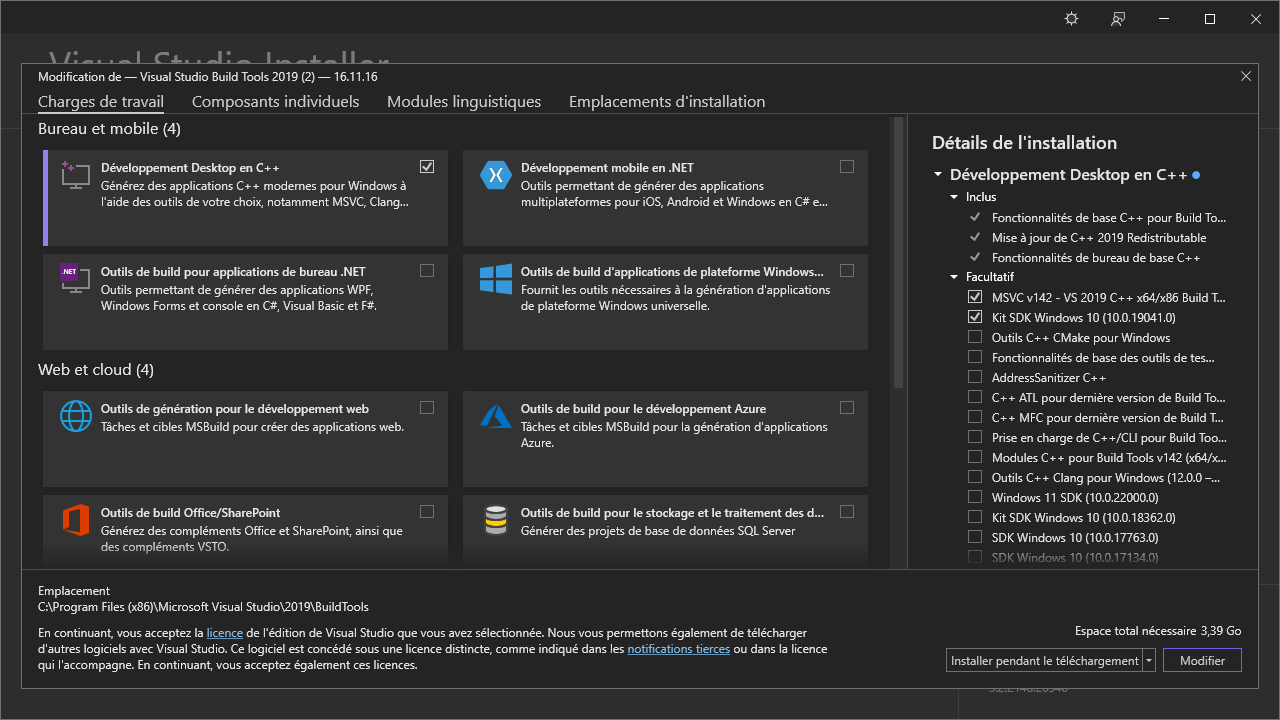 Visual Studio Installer
Modification de — Visual Studio Build Tools 2019 (2) — 16.11.16
Charges de travail
Composants individuels
Modules linguistiques
Emplacements d'installation
Bureau et mobile (4)
Développement Desktop en C++
Générez des applications C++ modernes pour Windows à
l'aide des outils de votre choix, notamment MSVC, Clang...
Développement mobile en .NET
Outils permettant de générer des applications
multiplateformes pour iOS, Android et Windows en C# e...
.NET
Outils de build pour applications de bureau .NET
Outils permettant de générer des applications WPF,
Windows Forms et console en C#, Visual Basic et F#.
Outils de build d'applications de plateforme Windows...
Fournit les outils nécessaires à la génération d'applications
de plateforme Windows universelle.
Web et cloud (4)
Outils de génération pour le développement web
Tâches et cibles MSBuild pour créer des applications web.
Outils de build pour le développement Azure
Tâches et cibles MSBuild pour la génération d'applications
Azure.
Outils de build Office/SharePoint
Générez des compléments Office et SharePoint, ainsi que
des compléments VSTO.
Outils de build pour le stockage et le traitement des d...
Générer des projets de base de données SQL Server
Détails de l'installation
Développement Desktop en C++
Inclus
Fonctionnalités de base C++ pour Build To...
Mise à jour de C++ 2019 Redistributable
Fonctionnalités de bureau de base C++
Facultatif
MSVC v142 - VS 2019 C++ x64/x86 Build T...
Kit SDK Windows 10 (10.0.19041.0)
Outils C++ CMake pour Windows
Fonctionnalités de base des outils de tes...
AddressSanitizer C++
C++ ATL pour dernière version de Build To...
C++ MFC pour dernière version de Build T...
Prise en charge de C++/CLI pour Build Too...
Modules C++ pour Build Tools v142 (x64/x...
Outils C++ Clang pour Windows (12.0.0 –...
Windows 11 SDK (10.0.22000.0)
Kit SDK Windows 10 (10.0.18362.0)
SDK Windows 10 (10.0.17763.0)
SDK Windows 10 (10.0.17134.0)
Emplacement
C:\Program Files (x86)\Microsoft Visual Studio\2019\BuildTools
En continuant, vous acceptez la licence de l'édition de Visual Studio que vous avez sélectionnée. Nous vous permettons également de télécharger
d'autres logiciels avec Visual Studio. Ce logiciel est concédé sous une licence distincte, comme indiqué dans les notifications tierces ou dans la licence
qui l'accompagne. En continuant, vous acceptez également ces licences.
Espace total nécessaire 3,39 Go
Installer pendant le téléchargement
Modifier